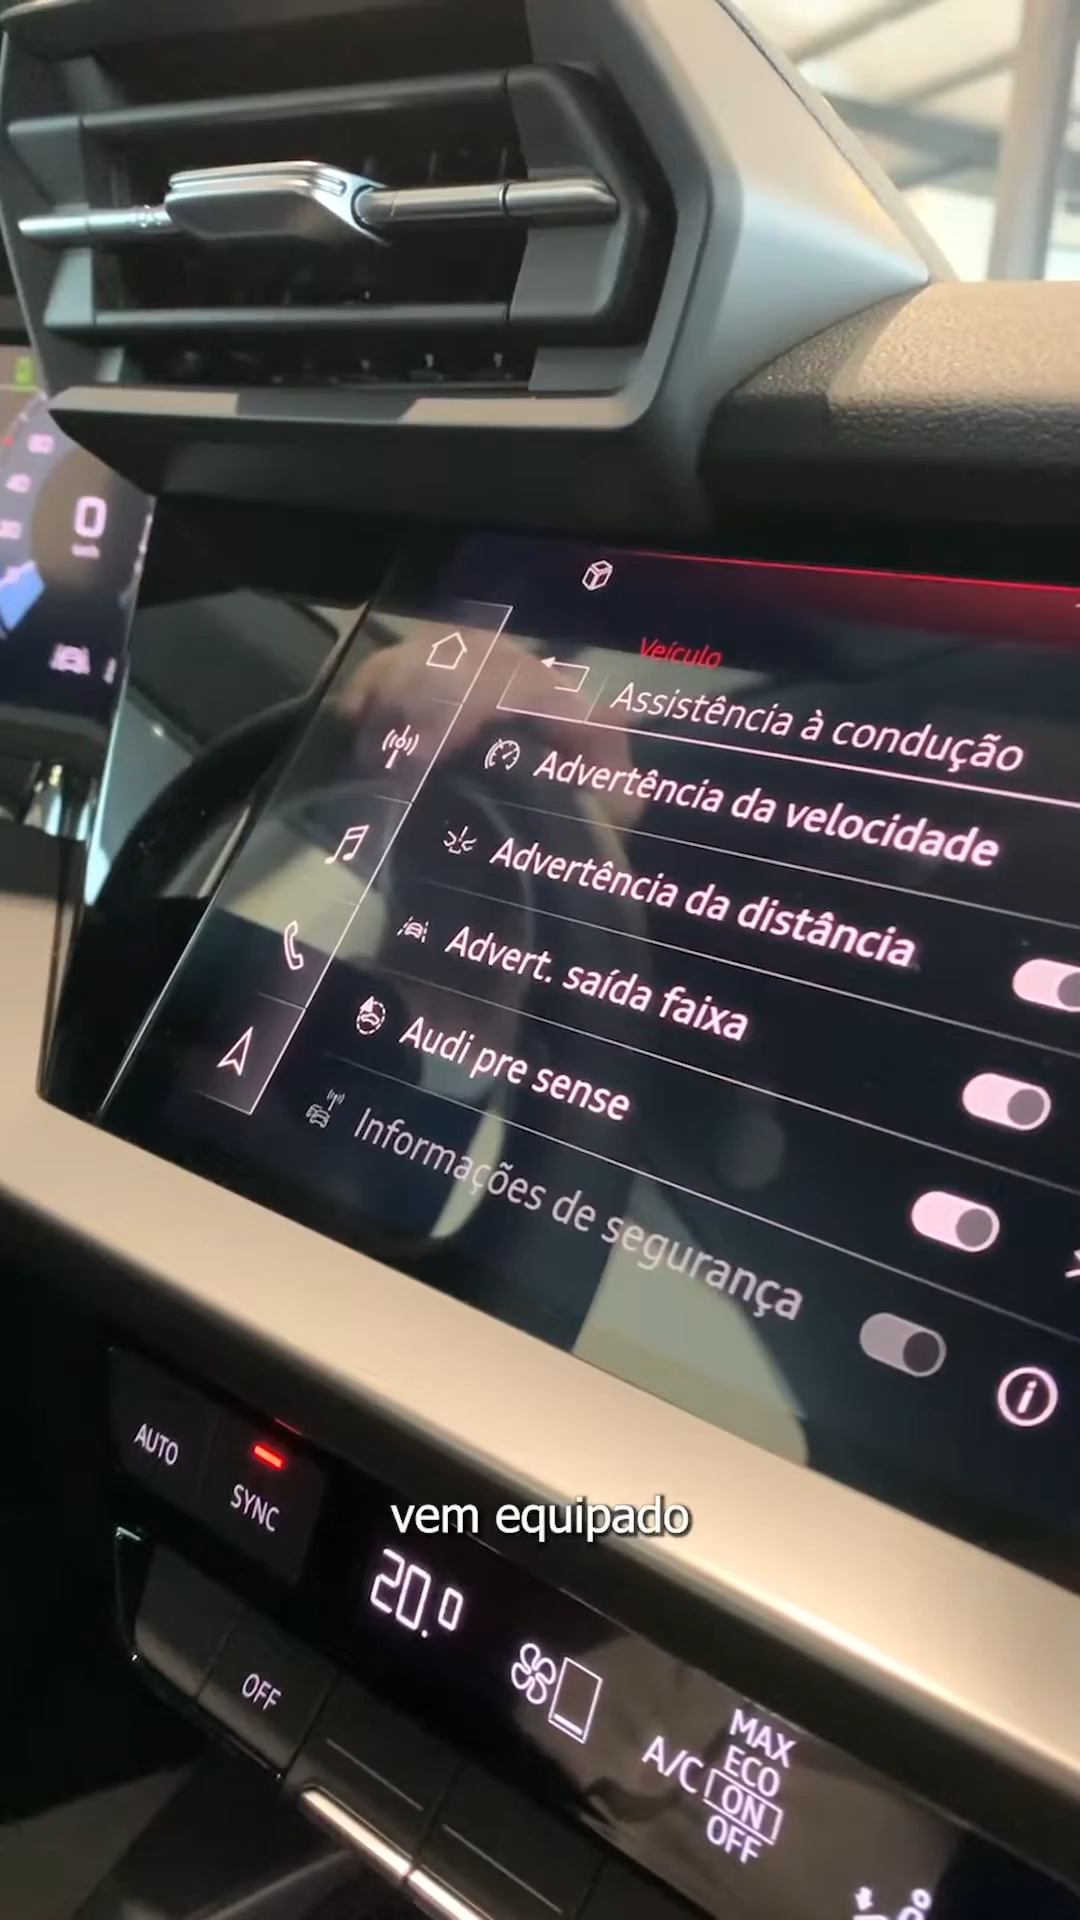 0
Veículo
Assistência à condução
Advertência da velocidade
Advertência da distância
Advert. saída faixa
Audi pre sense
Informações de segurança
AUTO
SYNC
vem equipado
20.0
OFF
MAX
ECO
A/C ON
OFF